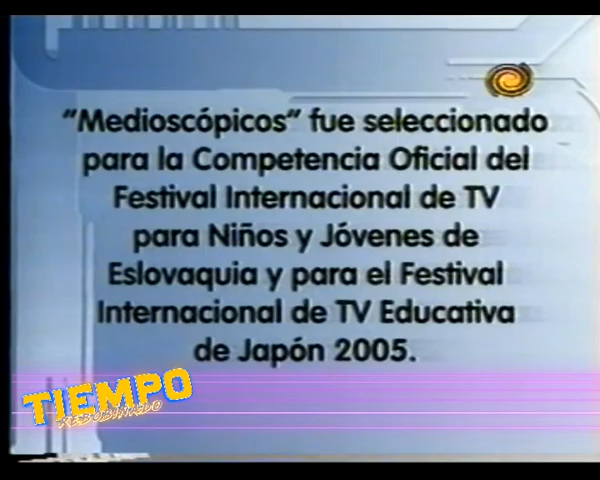 “Medioscópicos” fue seleccionado
para la Competencia Oficial del
Festival Internacional de TV
para Niños y Jóvenes de
Eslovaquia y para el Festival
Internacional de TV Educativa
de Japón 2005.
TIEMPO
REBOBINADO